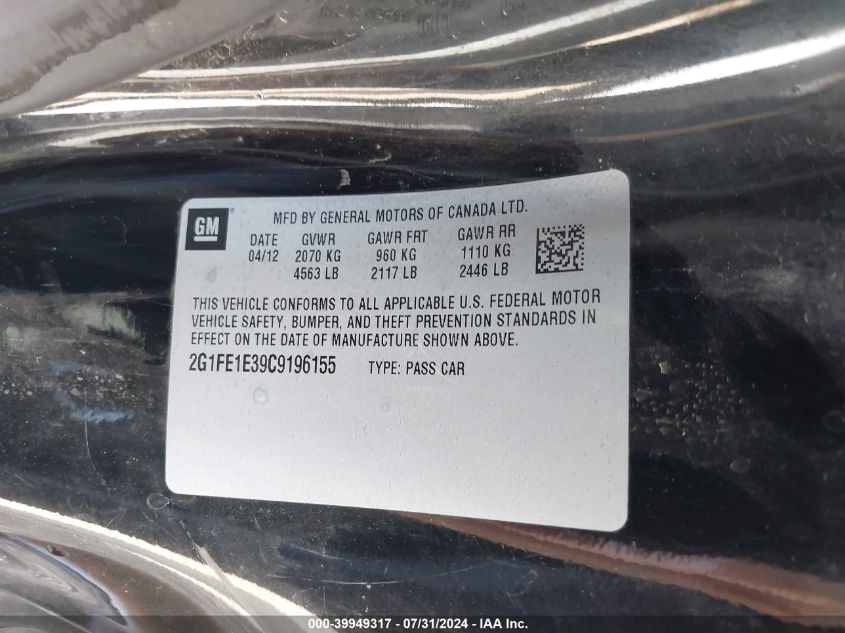 GM
MFD BY GENERAL MOTORS OF CANADA LTD.
DATE GVWR GAWR FRT GAWR RR
04/12 2070 KG 960 KG 1110 KG
4563 LB 2117 LB 2446 LB
THIS VEHICLE CONFORMS TO ALL APPLICABLE U.S. FEDERAL MOTOR
VEHICLE SAFETY, BUMPER, AND THEFT PREVENTION STANDARDS IN
EFFECT ON THE DATE OF MANUFACTURE SHOWN ABOVE.
2G1FE1E39C9196155 TYPE: PASS CAR
000-39949317 / 07/31/2024 - IAA Inc.